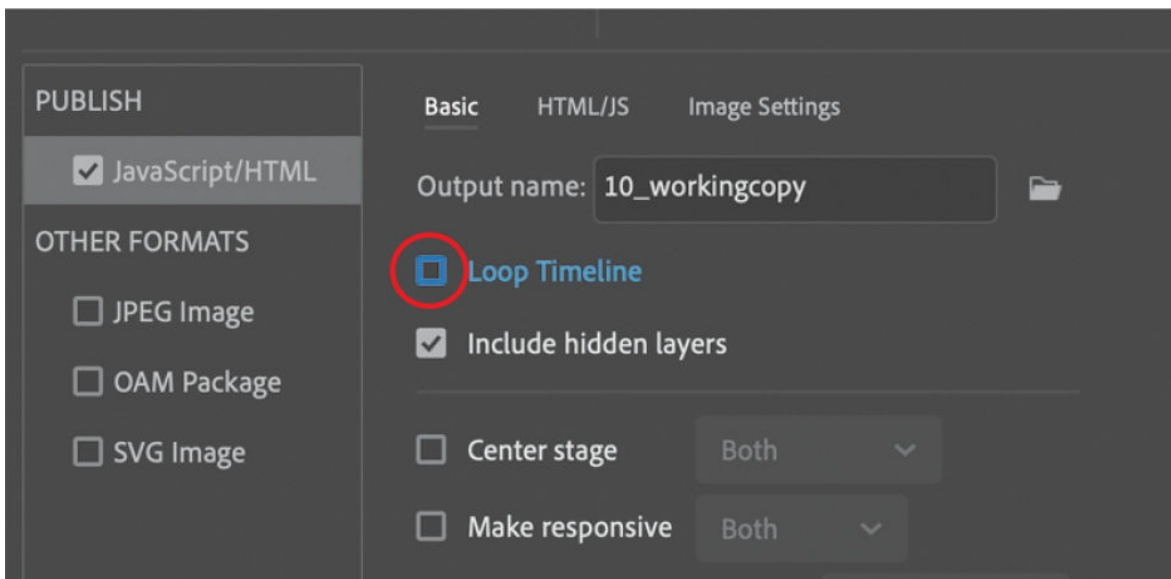 PUBLISH
JavaScript/HTML
OTHER FORMATS
JPEG Image
OAM Package
SVG Image
Basic HTML/JS Image Settings
Output name: 10_workingcopy
Loop Timeline
Include hidden layers
Center stage Both
Make responsive Both